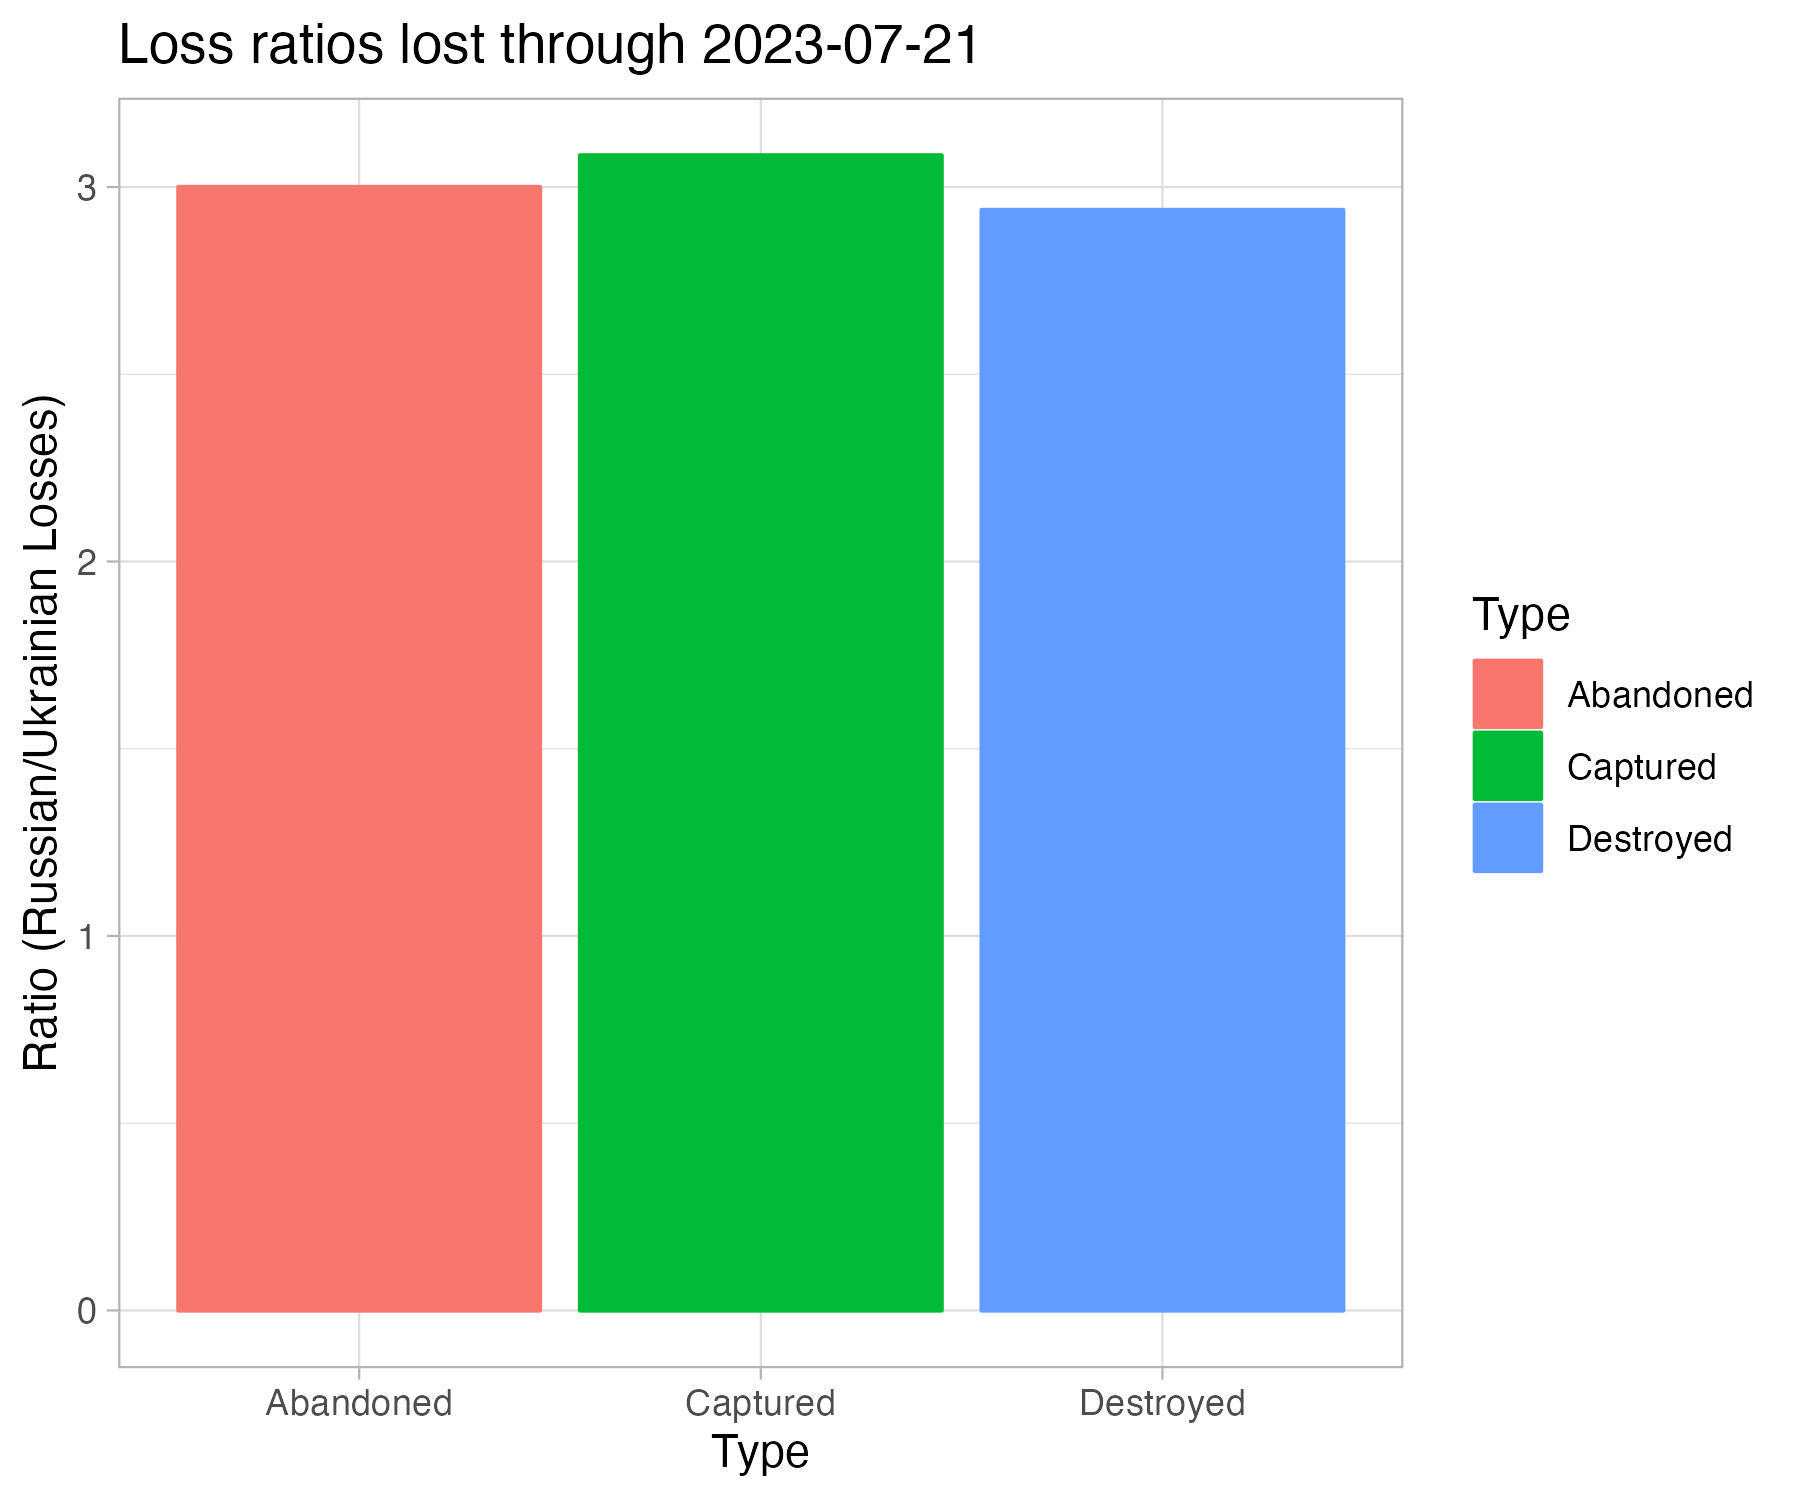 Loss ratios lost through 2023-07-21
Ratio (Russian/Ukrainian Losses)
3
2
1
0
Abandoned
Captured
Destroyed
Type
Type
Abandoned
Captured
Destroyed